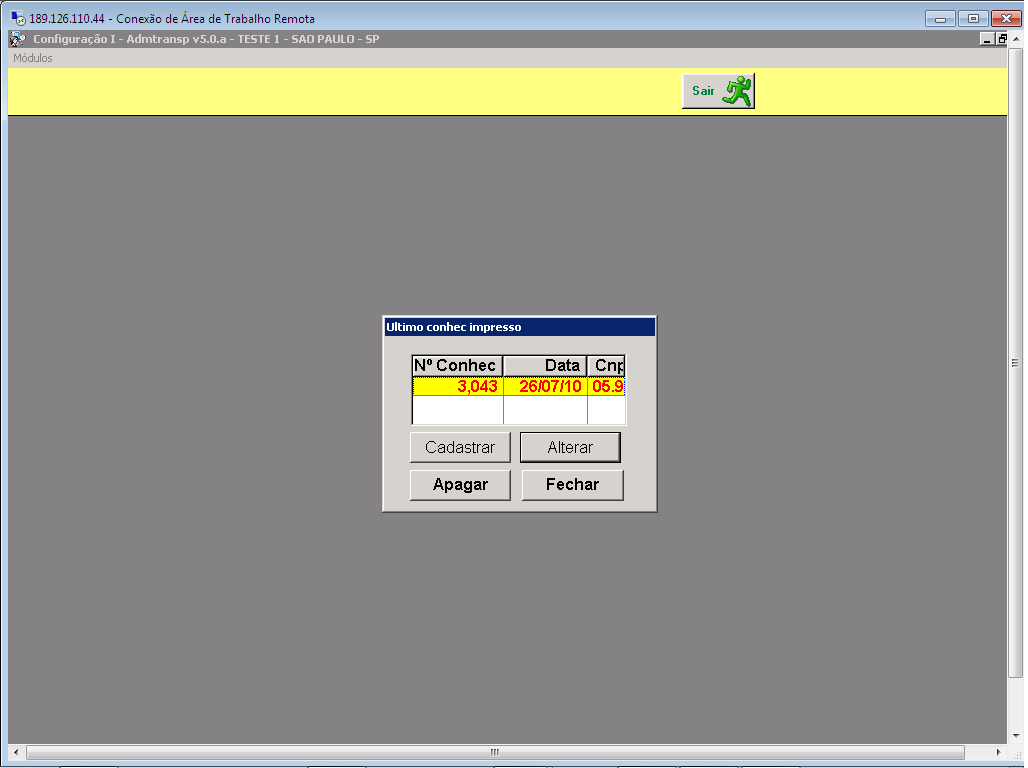 189.126.110.44 - Conexão de Área de Trabalho Remota
Configuração I - Admtransp v5.0.a - TESTE 1 - SAO PAULO - SP
Módulos
Sair
Ultimo conhec impresso
Nº Conhec Data Cnp
3,043 26/07/10 05.9
Cadastrar Alterar
Apagar Fechar